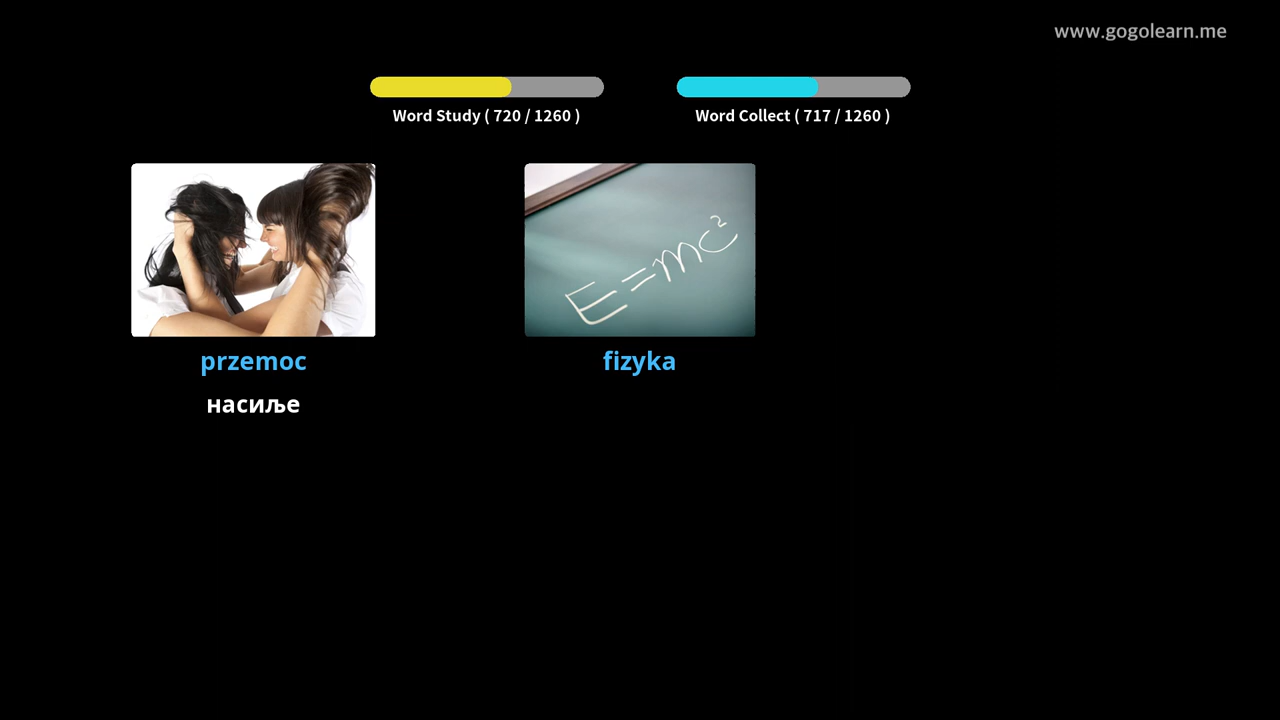 www.gogolearn.me
Word Study ( 720 / 1260 )
Word Collect ( 717 / 1260 )
E=mc²
przemoc
fizyka
насиље